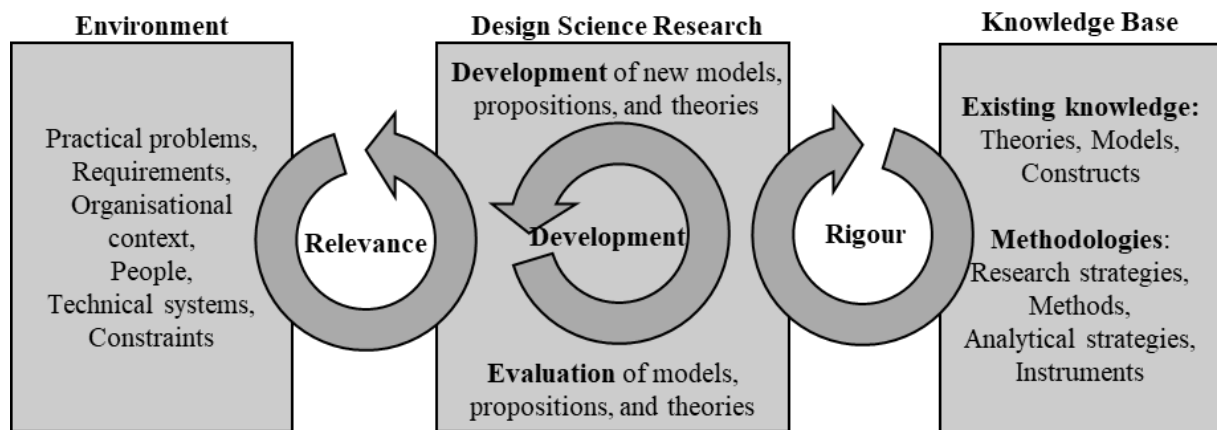 Environment
Practical problems,
Requirements,
Organisational
context,
People,
Technical systems,
Constraints
Relevance
Design Science Research
Development of new models,
propositions, and theories
Development
Evaluation of models,
propositions, and theories
Rigour
Knowledge Base
Existing knowledge:
Theories, Models,
Constructs
Methodologies:
Research strategies,
Methods,
Analytical strategies,
Instruments